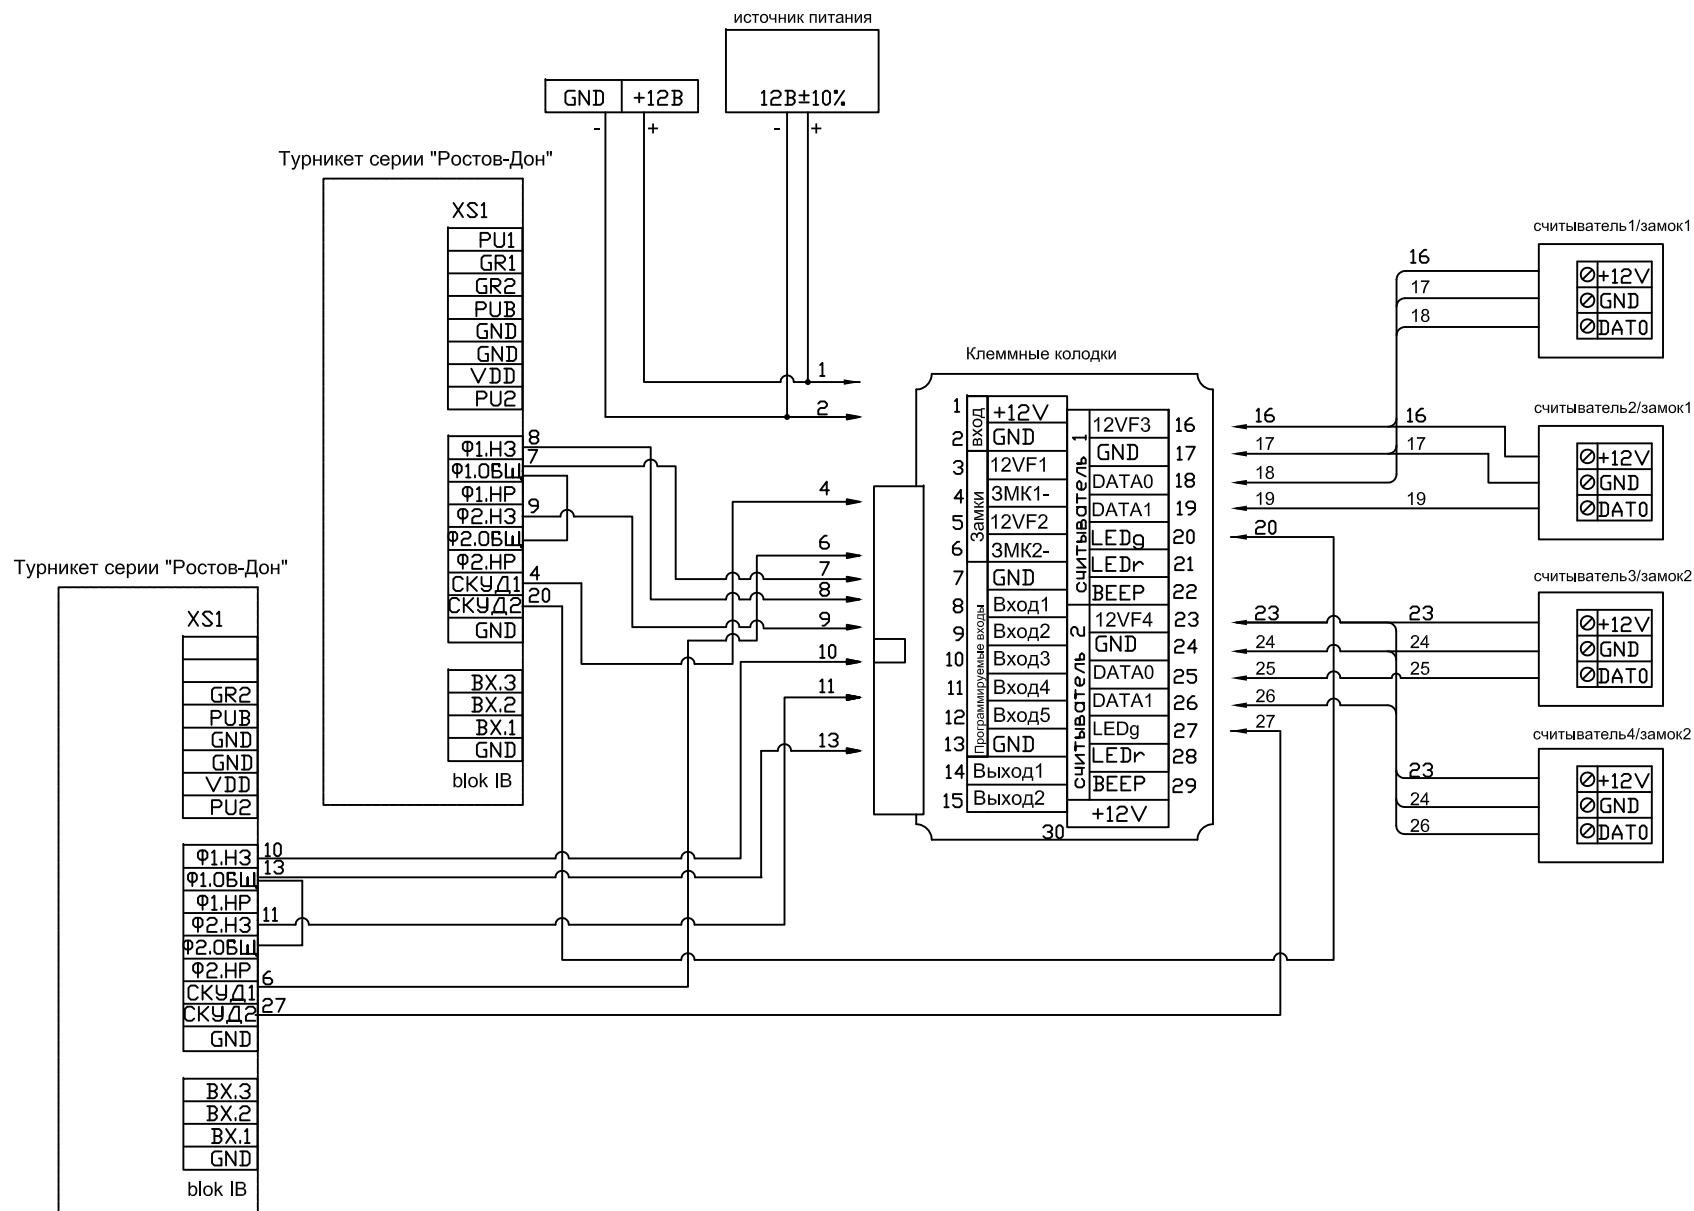 источник питания
12В±10%
- +
GND +12В
- +
Турникет серии "Ростов-Дон"
XS1
PU1
GR1
GR2
PUB
GND
GND
VDD
PU2
Ф1.НЗ 8
Ф1.ОБЩ 7
Ф1.НР
Ф2.НЗ 9
Ф2.ОБЩ
Ф2.НР
СКУД1 4
СКУД2 20
GND
ВХ.3
ВХ.2
ВХ.1
GND
blok IB
Турникет серии "Ростов-Дон"
XS1
GR2
PUB
GND
GND
VDD
PU2
Ф1.НЗ 10
Ф1.ОБЩ 13
Ф1.НР
Ф2.НЗ 11
Ф2.ОБЩ
Ф2.НР
СКУД1 6
СКУД2 27
GND
ВХ.3
ВХ.2
ВХ.1
GND
blok IB
1
2
4
6
7
8
9
10
11
13
Клеммные колодки
вход
1 +12V
2 GND
Замки
3 12VF1
4 ЗМК1-
5 12VF2
6 ЗМК2-
Программируемые входы
7 GND
8 Вход1
9 Вход2
10 Вход3
11 Вход4
12 Вход5
13 GND
14 Выход1
15 Выход2
считыватель 1
12VF3 16
GND 17
DATA0 18
DATA1 19
LEDg 20
LEDr 21
BEEP 22
считыватель 2
12VF4 23
GND 24
DATA0 25
DATA1 26
LEDg 27
LEDr 28
BEEP 29
+12V
30
16
17
18
19
20
23
24
25
26
27
считыватель1/замок1
16 +12V
17 GND
18 DAT0
считыватель2/замок1
16 +12V
17 GND
19 DAT0
считыватель3/замок2
23 +12V
24 GND
25 DAT0
считыватель4/замок2
23 +12V
24 GND
26 DAT0